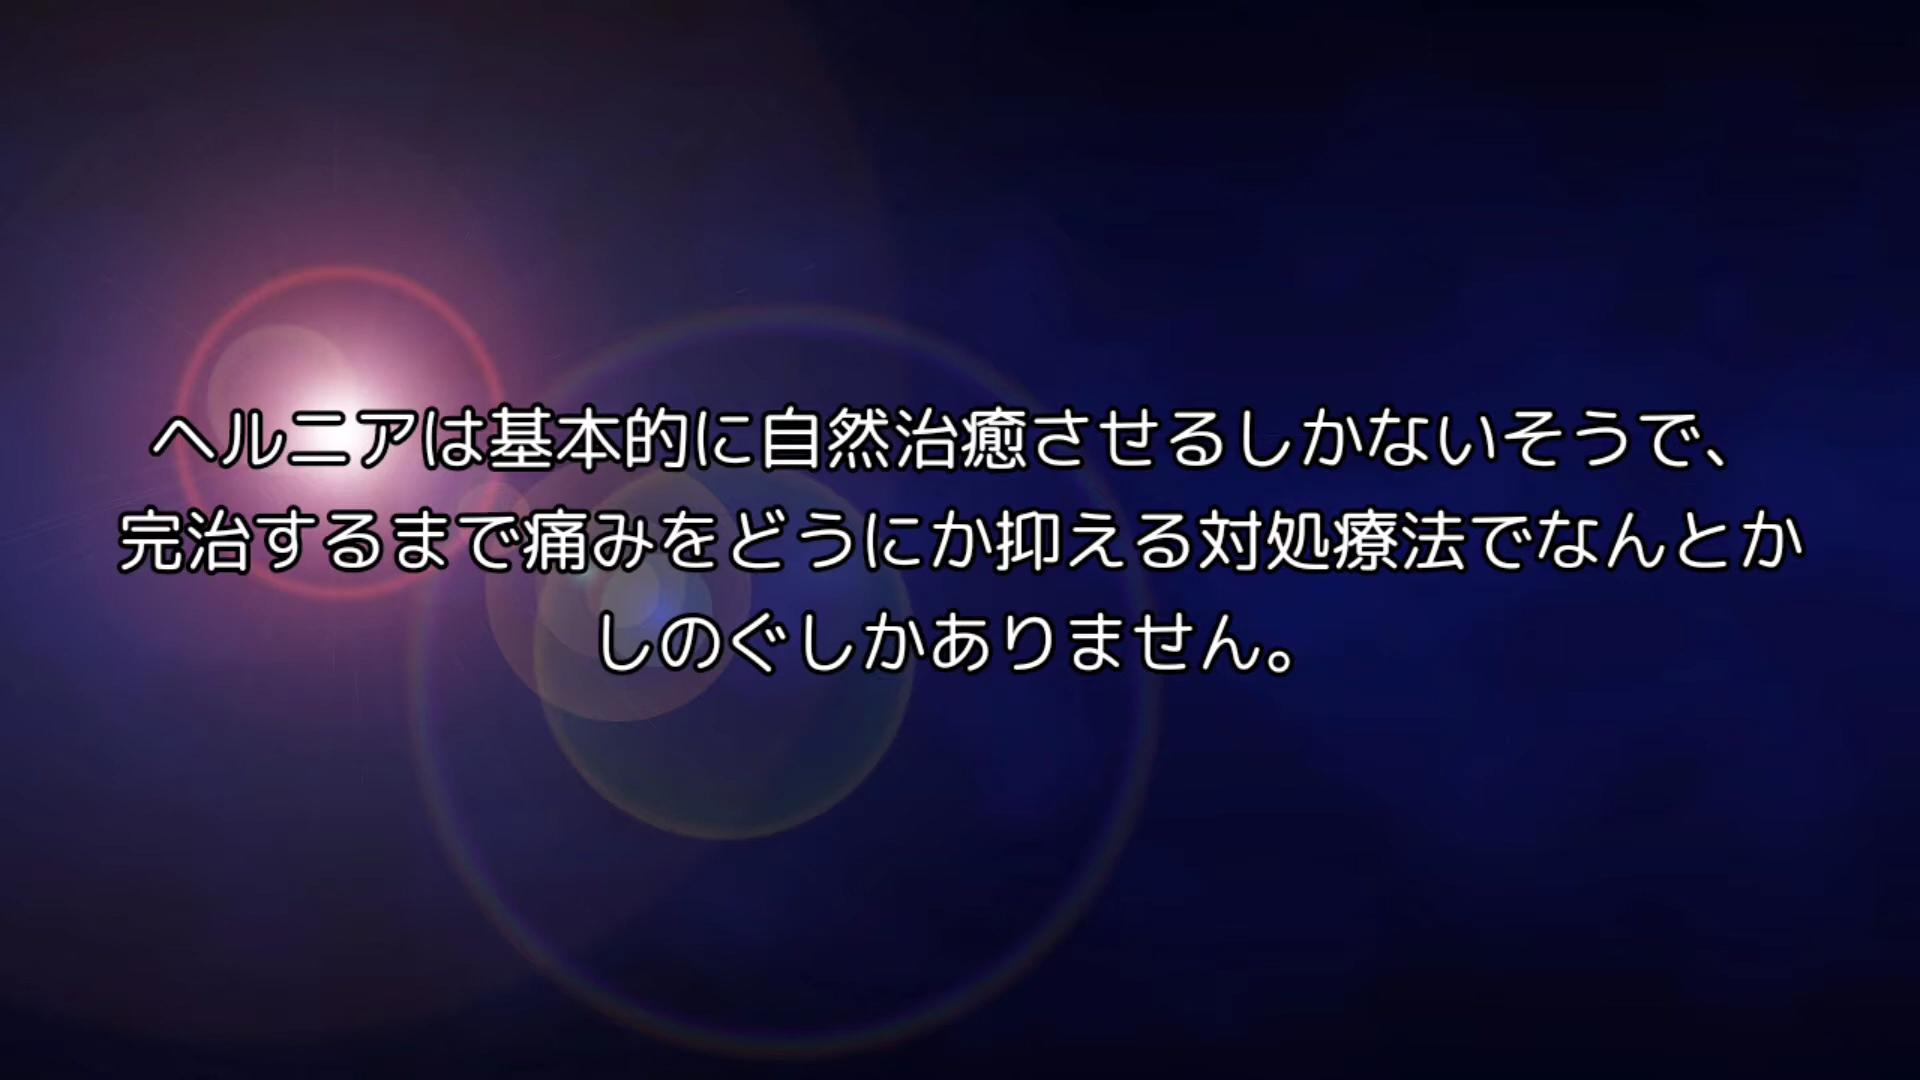 ヘルニアは基本的に自然治癒させるしかないそうで、
完治するまで痛みをどうにか抑える対処療法でなんとか
しのぐしかありません。